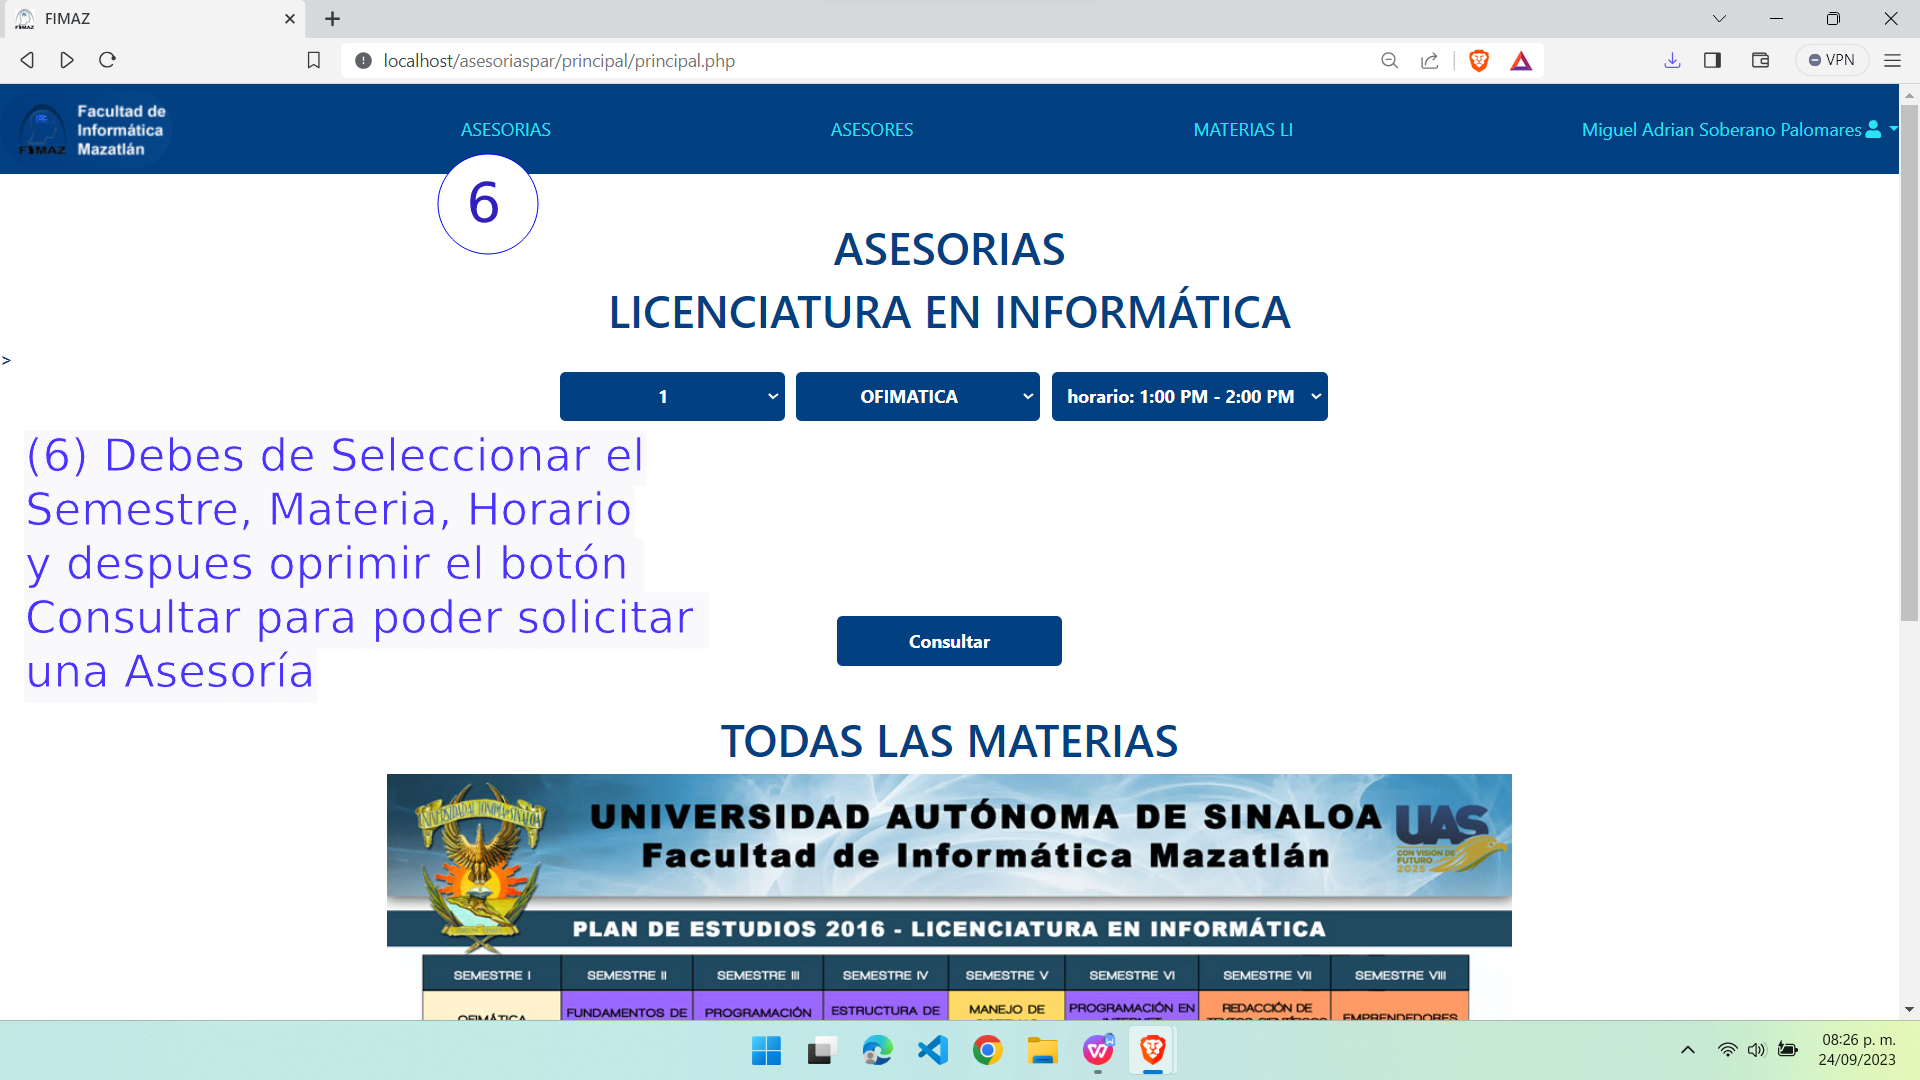 FIMAZ
localhost/asesoriaspar/principal/principal.php
VPN
Facultad de
Informática
Mazatlán
FIMAZ
ASESORIAS
ASESORES
MATERIAS LI
Miguel Adrian Soberano Palomares
6
ASESORIAS
LICENCIATURA EN INFORMÁTICA
>
1
OFIMATICA
horario: 1:00 PM - 2:00 PM
(6) Debes de Seleccionar el
Semestre, Materia, Horario
y despues oprimir el botón
Consultar para poder solicitar
una Asesoría
Consultar
TODAS LAS MATERIAS
UNIVERSIDAD AUTÓNOMA DE SINALOA
Facultad de Informática Mazatlán
UAS
CON VISIÓN DE
FUTURO
2025
PLAN DE ESTUDIOS 2016 - LICENCIATURA EN INFORMÁTICA
SEMESTRE I
SEMESTRE II
SEMESTRE III
SEMESTRE IV
SEMESTRE V
SEMESTRE VI
SEMESTRE VII
SEMESTRE VIII
OFIMÁTICA
FUNDAMENTOS DE
PROGRAMACIÓN
ESTRUCTURA DE
MANEJO DE
PROGRAMACIÓN EN
REDACCIÓN DE
EMPRENDEDORES
08:26 p. m.
24/09/2023